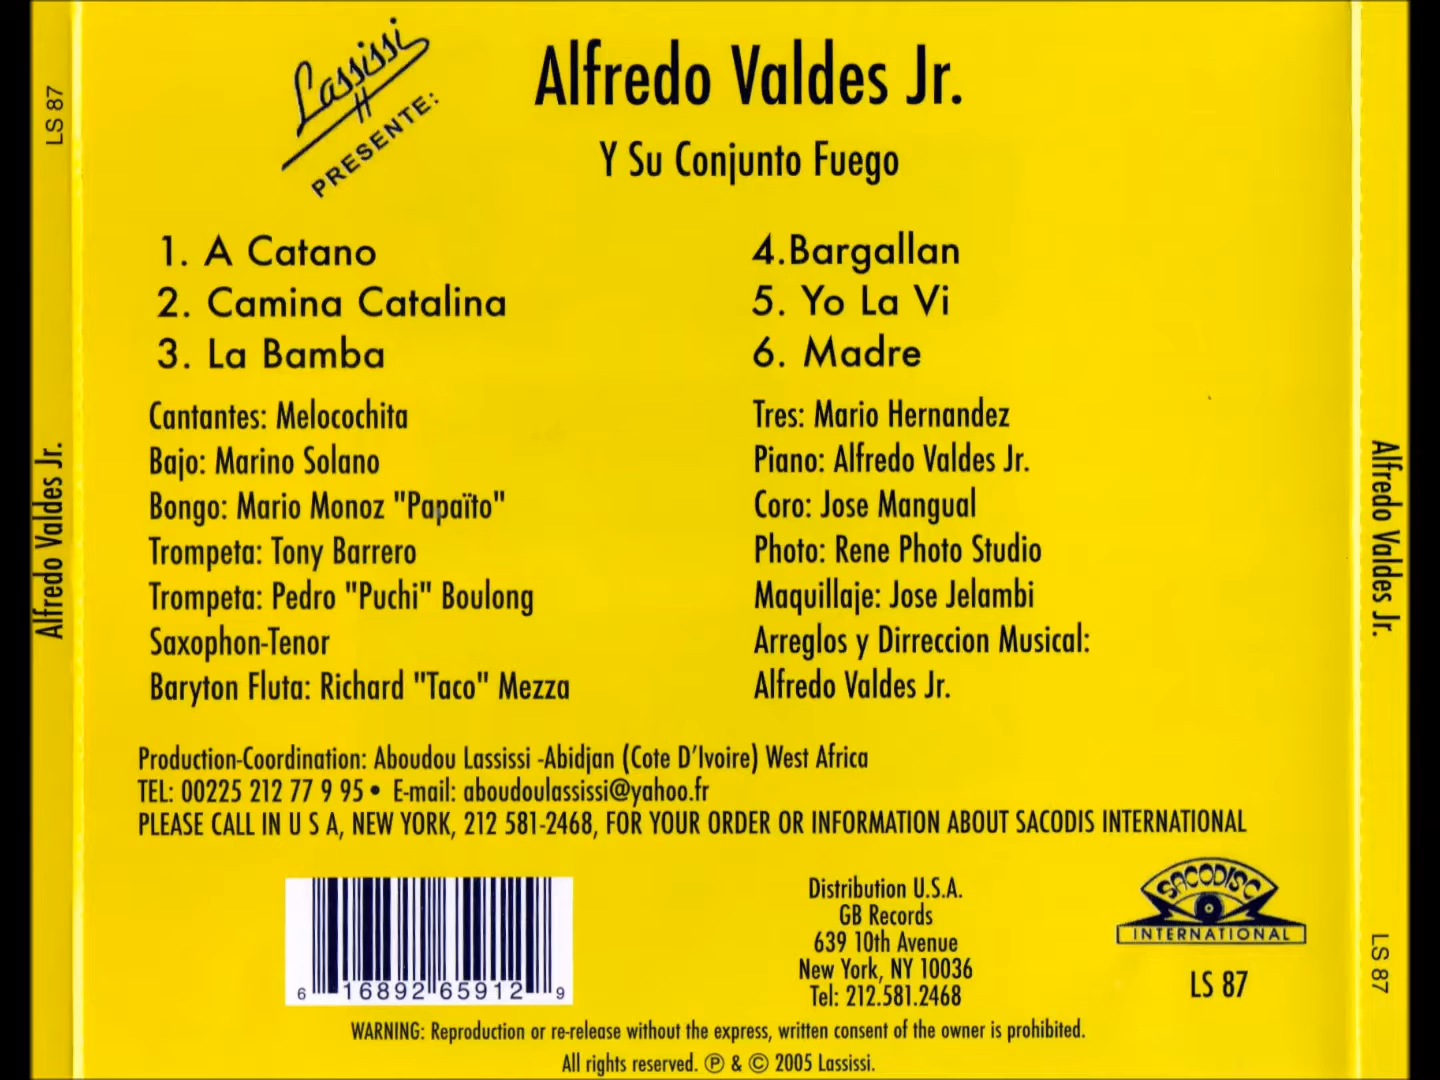 Lassissi
PRESENTE:
Alfredo Valdes Jr.
Y Su Conjunto Fuego
1. A Catano
2. Camina Catalina
3. La Bamba
4.Bargallan
5. Yo La Vi
6. Madre
Cantantes: Melocochita
Bajo: Marino Solano
Bongo: Mario Monoz "Papaïto"
Trompeta: Tony Barrero
Trompeta: Pedro "Puchi" Boulong
Saxophon-Tenor
Baryton Fluta: Richard "Taco" Mezza
Tres: Mario Hernandez
Piano: Alfredo Valdes Jr.
Coro: Jose Mangual
Photo: Rene Photo Studio
Maquillaje: Jose Jelambi
Arreglos y Dirreccion Musical:
Alfredo Valdes Jr.
Production-Coordination: Aboudou Lassissi -Abidjan (Cote D'Ivoire) West Africa
TEL: 00225 212 77 9 95 • E-mail: aboudoulassissi@yahoo.fr
PLEASE CALL IN U S A, NEW YORK, 212 581-2468, FOR YOUR ORDER OR INFORMATION ABOUT SACODIS INTERNATIONAL
6 16892 65912 9
Distribution U.S.A.
GB Records
639 10th Avenue
New York, NY 10036
Tel: 212.581.2468
SACODISC
INTERNATIONAL
LS 87
WARNING: Reproduction or re-release without the express, written consent of the owner is prohibited.
All rights reserved. Ⓟ & © 2005 Lassissi.
LS 87
Alfredo Valdes Jr.
Alfredo Valdes Jr.
LS 87